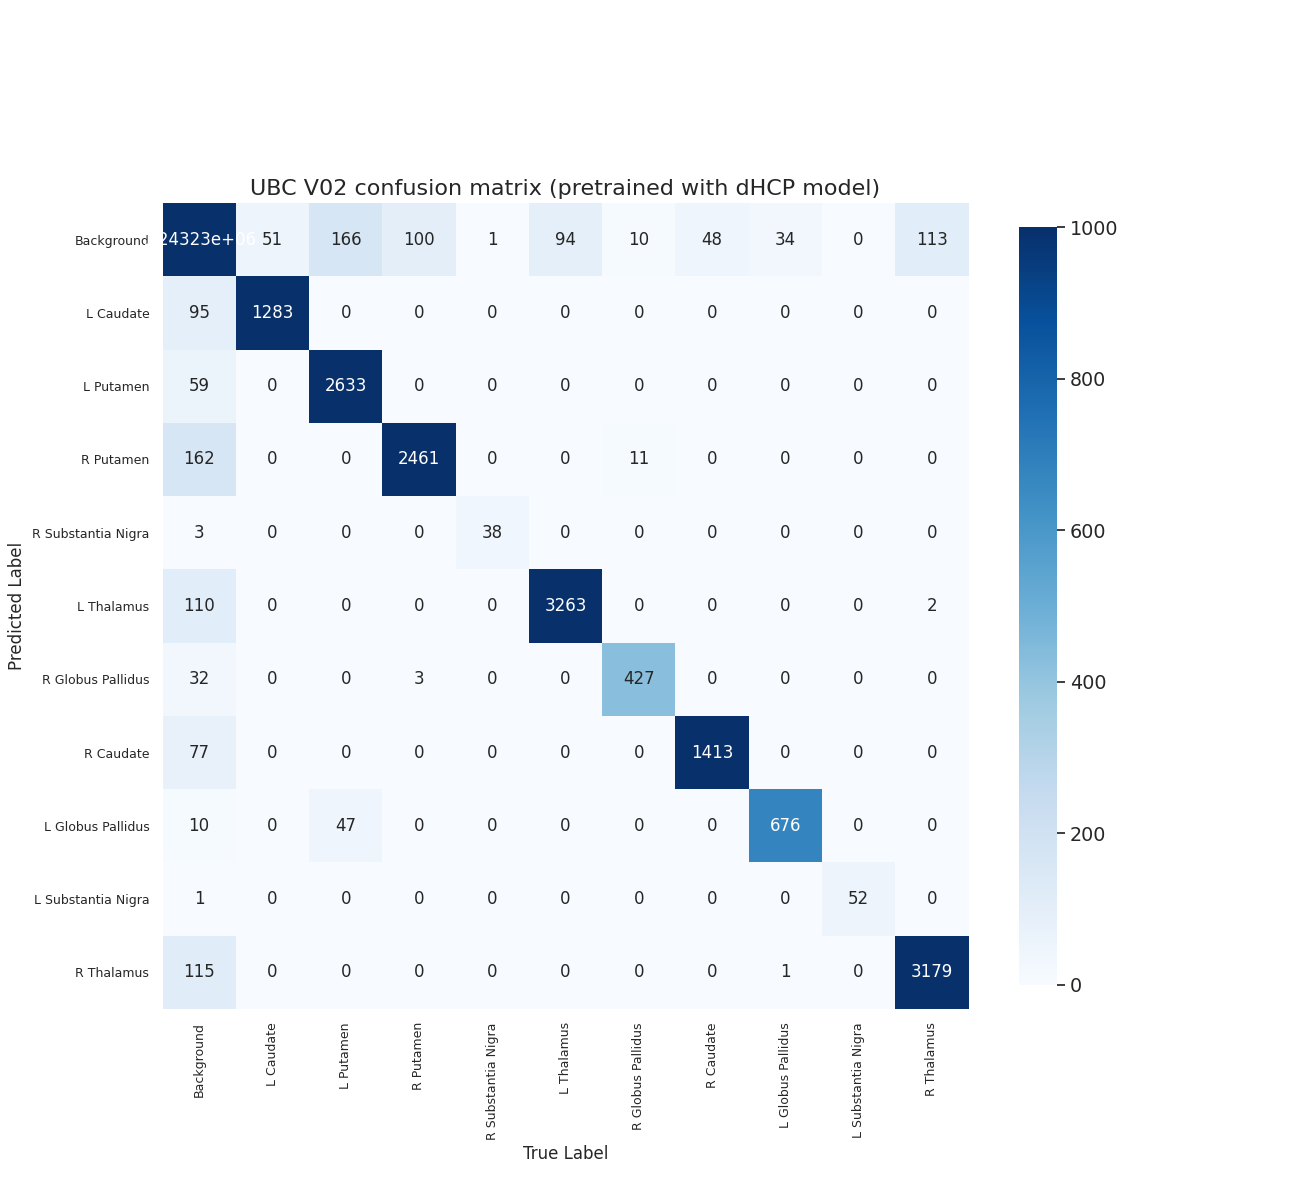 UBC V02 confusion matrix (pretrained with dHCP model)
Background 51 166 100 1 94 10 48 34 0 113
L Caudate 95 1283 0 0 0 0 0 0 0 0 0
L Putamen 59 0 2633 0 0 0 0 0 0 0 0
R Putamen 162 0 0 2461 0 0 11 0 0 0 0
R Substantia Nigra 3 0 0 0 38 0 0 0 0 0 0
L Thalamus 110 0 0 0 0 3263 0 0 0 0 2
R Globus Pallidus 32 0 0 3 0 0 427 0 0 0 0
R Caudate 77 0 0 0 0 0 0 1413 0 0 0
L Globus Pallidus 10 0 47 0 0 0 0 0 676 0 0
L Substantia Nigra 1 0 0 0 0 0 0 0 0 52 0
R Thalamus 115 0 0 0 0 0 0 0 1 0 3179
Predicted Label
Background
L Caudate
L Putamen
R Putamen
R Substantia Nigra
L Thalamus
R Globus Pallidus
R Caudate
L Globus Pallidus
L Substantia Nigra
R Thalamus
True Label
1000
800
600
400
200
0